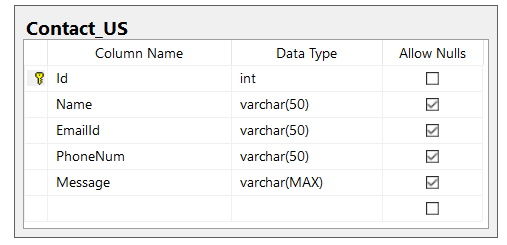 Contact_US
Column Name Data Type Allow Nulls
Id int
Name varchar(50)
EmailId varchar(50)
PhoneNum varchar(50)
Message varchar(MAX)